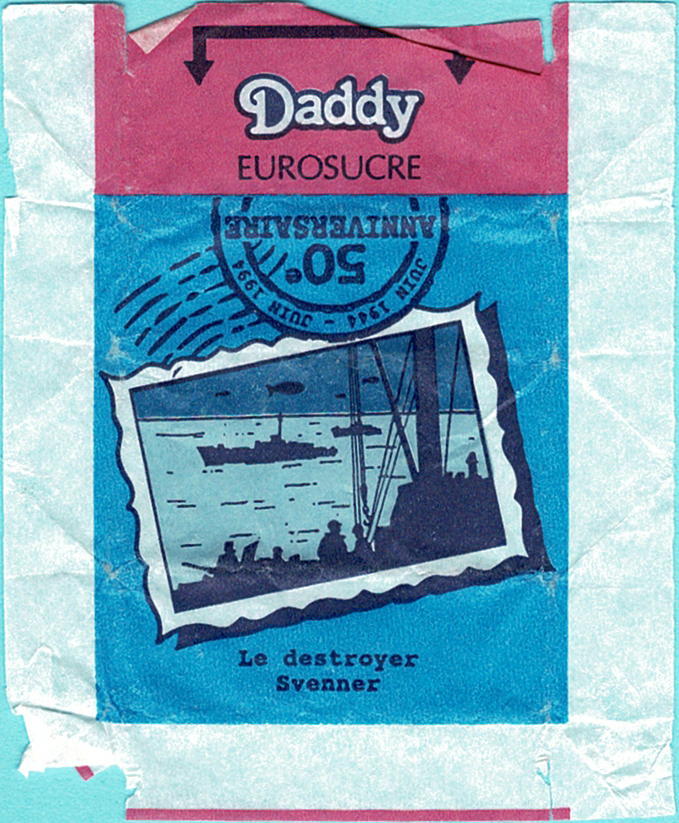 Daddy
EUROSUCRE
ANNIVERSAIRE
50e
JUIN 1944 - JUIN 1994
Le destroyer
Svenner